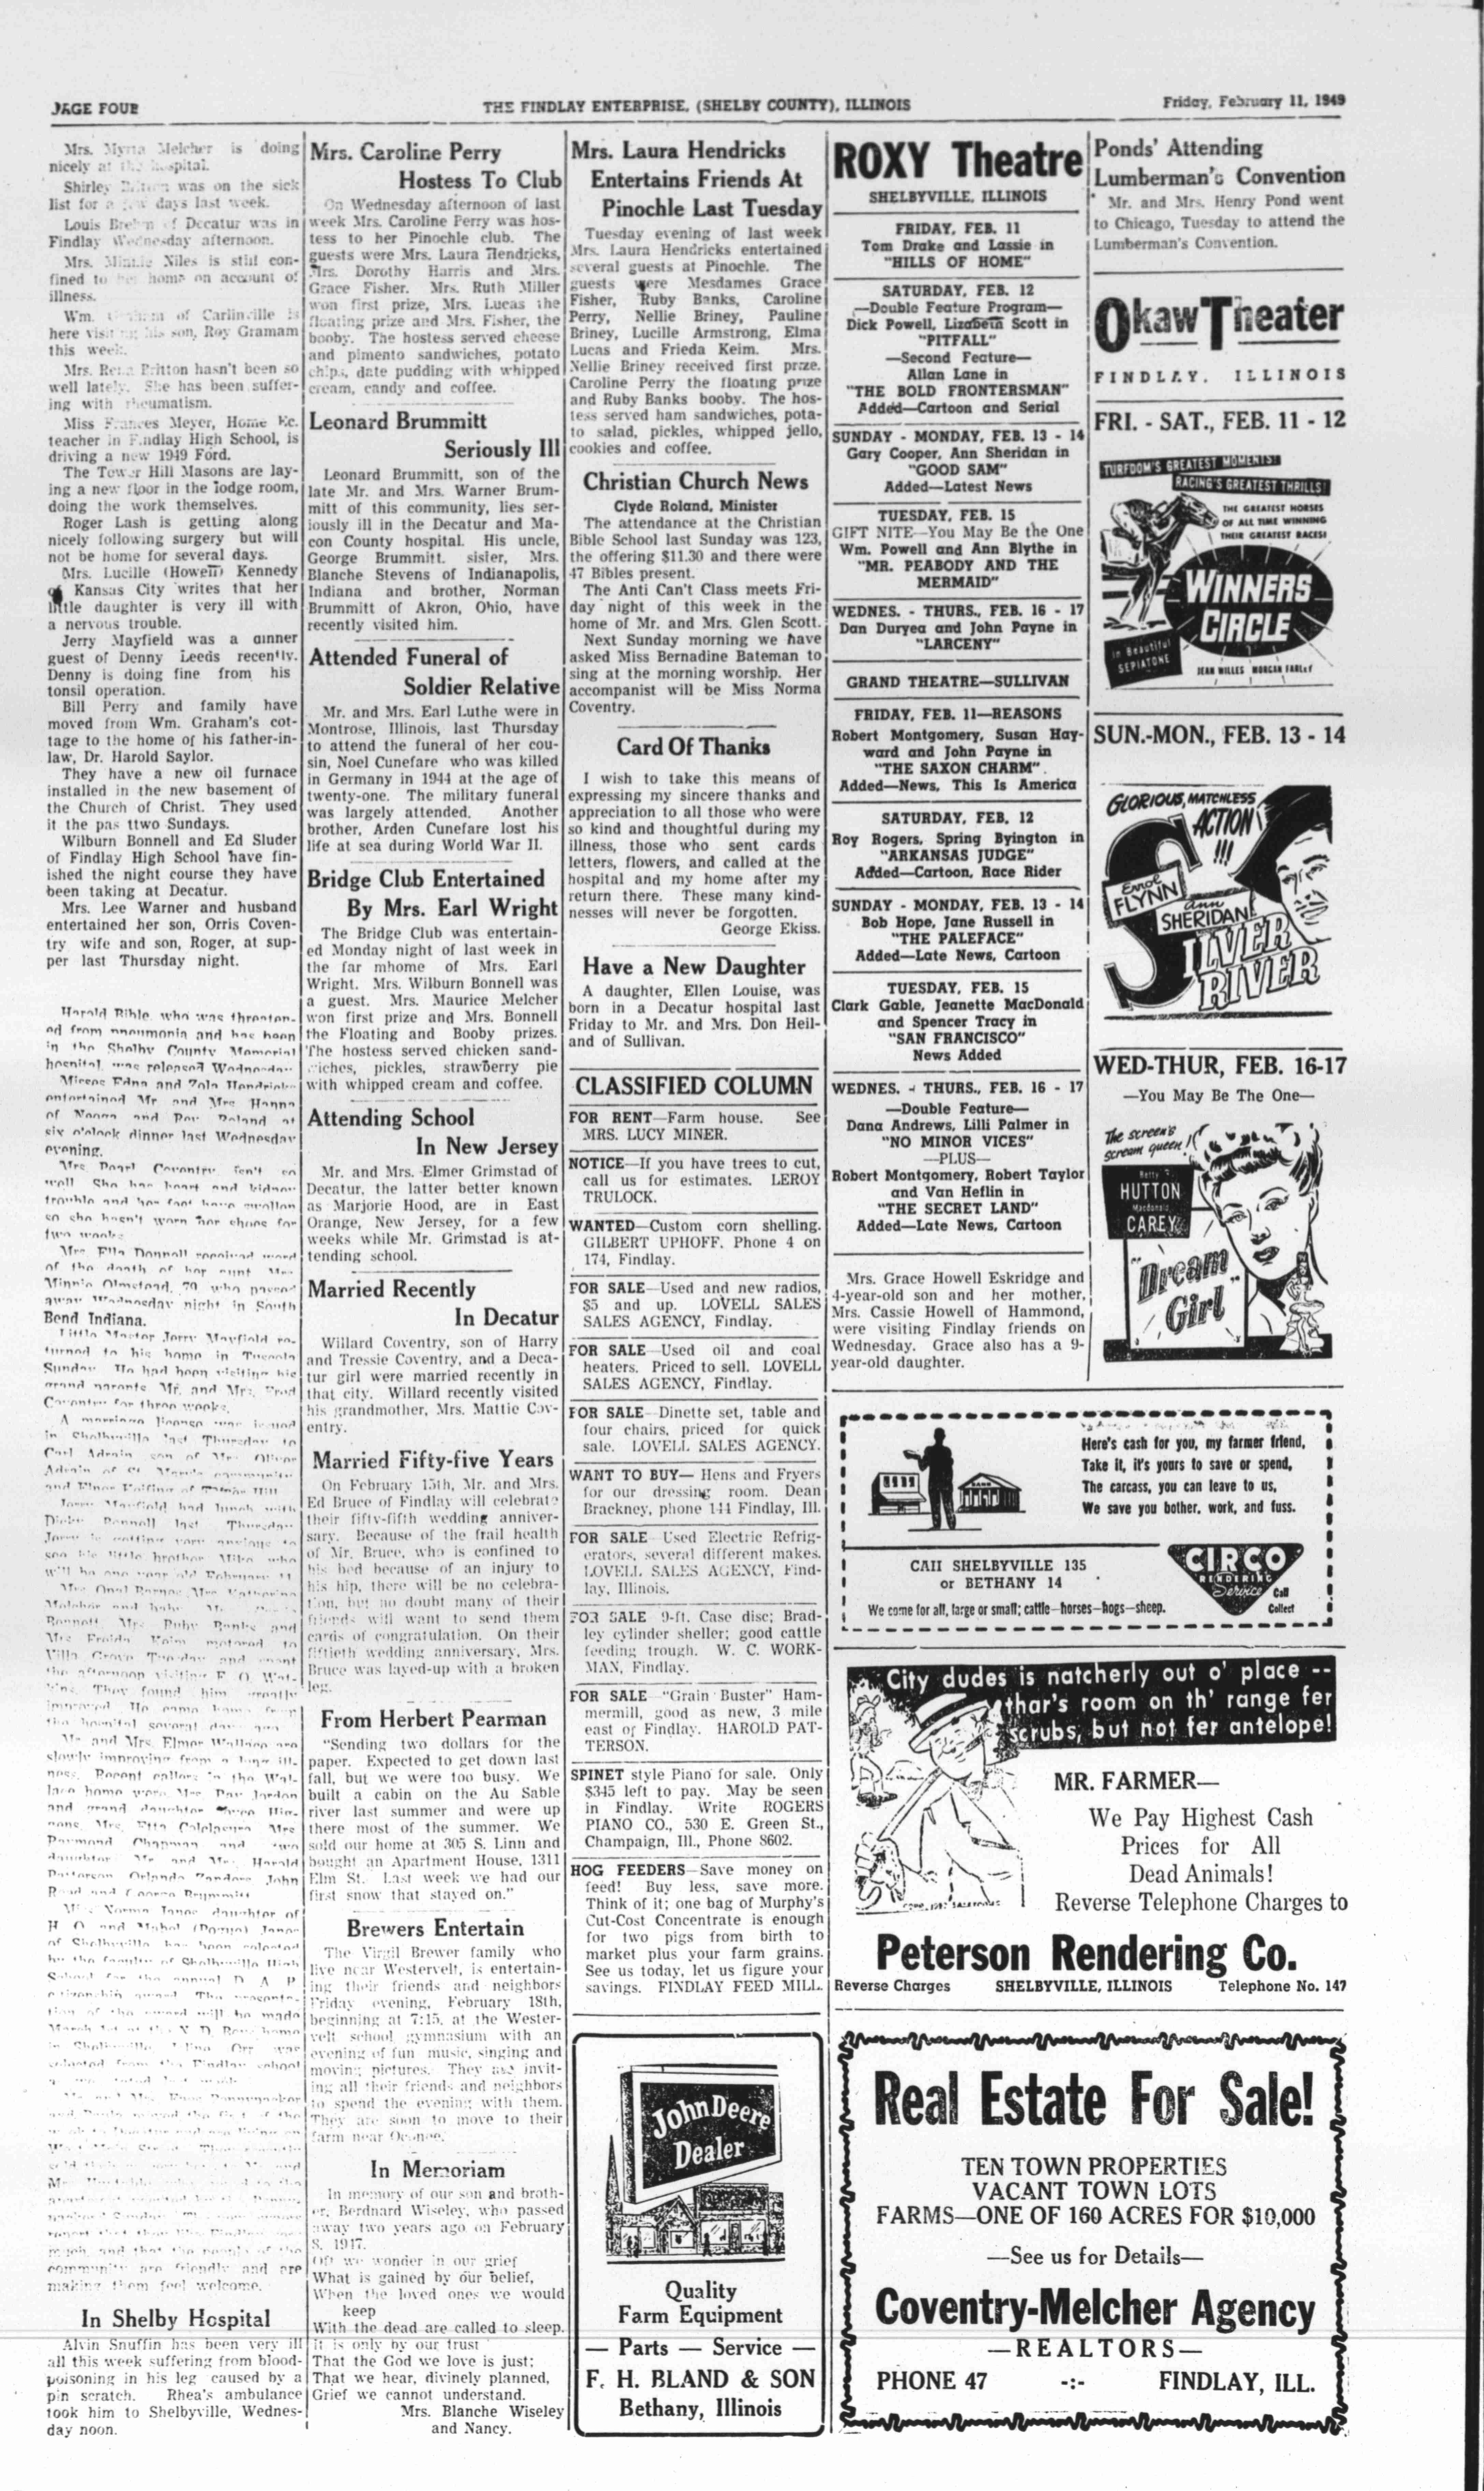 PAGE FOUR
THE FINDLAY ENTERPRISE, (SHELBY COUNTY), ILLINOIS
Friday, February 11, 1949
Mrs. Myrta Melcher is doing
nicely at the hospital.
Shirley was on the sick
list for a few days last week.
Louis Brehm of Decatur was in
Findlay Wednesday afternoon.
Mrs. Minnie Niles is still con-
fined to her home on account of
illness.
Wm. of Carlinville is
here visiting his son, Roy Gramam
this week.
Mrs. Rena Britton hasn't been so
well lately. She has been suffer-
ing with rheumatism.
Miss Frances Meyer, Home Ec.
teacher in Findlay High School, is
driving a new 1949 Ford.
The Tower Hill Masons are lay-
ing a new floor in the lodge room,
doing the work themselves.
Roger Lash is getting along
nicely following surgery but will
not be home for several days.
Mrs. Lucille (Howell) Kennedy
of Kansas City writes that her
little daughter is very ill with
a nervous trouble.
Jerry Mayfield was a dinner
guest of Denny Leeds recently.
Denny is doing fine from his
tonsil operation.
Bill Perry and family have
moved from Wm. Graham's cot-
tage to the home of his father-in-
law, Dr. Harold Saylor.
They have a new oil furnace
installed in the new basement of
the Church of Christ. They used
it the pas ttwo Sundays.
Wilburn Bonnell and Ed Sluder
of Findlay High School have fin-
ished the night course they have
been taking at Decatur.
Mrs. Lee Warner and husband
entertained her son, Orris Coven-
try wife and son, Roger, at sup-
per last Thursday night.
Harold Bible, who was threaten-
ed from pneumonia and has been
in the Shelby County Memorial
hospital, was released Wednesday.
Misses Edna and Zola Hendricks
entertained Mr. and Mrs. Hanna
of Neoga and Roy Roland at
six o'clock dinner last Wednesday
evening.
Mrs. Pearl Coventry isn't so
well. She has heart and kidney
trouble and her feet have swollen
so she hasn't worn her shoes for
two weeks.
Mrs. Ella Donnell received word
of the death of her aunt Mrs.
Minnie Olmstead, 79 who passed
away Wednesday night in South
Bend Indiana.
Little Master Jerry Mayfield re-
turned to his home in Tuscola
Sunday. He had been visiting his
grand parents Mr. and Mrs. Fred
Coventry for three weeks.
A marriage license was issued
in Shelbyville last Thursday to
Carl Adrain son of Mrs. Oliver
Adrain of St. community
and of Tower Hill
Jerry Mayfield had lunch with
Dicky Donnell last Thursday.
Jerry is getting very anxious to
see his little brother Mike who
will be one year old February 11.
Mrs. Opal Barnes, Mrs. Katherine
Melcher and baby,
Bennett, Mrs. Ruby Banks and
Mrs. Freida Keim motored to
Villa Grove Tuesday and spent
the afternoon visiting F. O.
They found him greatly
improved. He came home from
the hospital several days ago.
Mr. and Mrs. Elmer Wallace are
slowly improving from a long ill-
ness. Recent callers in the Wal-
lace home were Mrs. Ray Jordon
and grand daughter
Mrs. Etta Mrs.
Raymond Chapman and two
daughters Mr. and Mrs. Harold
Patterson Orlando John
Reed and George Brummitt
Miss Norma Janes daughter of
H. O. and Mabel Janes
of Shelbyville has been selected
by the faculty of Shelbyville High
School for the annual D. A. R.
citizenship award. The presenta-
tion of the award will be made
community are friendly and are
making them feel welcome.
In Shelby Hospital
Alvin Snuffin has been very ill
all this week suffering from blood-
poisoning in his leg caused by a
pin scratch. Rhea's ambulance
took him to Shelbyville, Wednes-
day noon.
Mrs. Caroline Perry
Hostess To Club
On Wednesday afternoon of last
week Mrs. Caroline Perry was hos-
tess to her Pinochle club. The
guests were Mrs. Laura Hendricks,
Mrs. Dorothy Harris and Mrs.
Grace Fisher. Mrs. Ruth Miller
won first prize, Mrs. Lucas the
floating prize and Mrs. Fisher, the
booby. The hostess served cheese
and pimento sandwiches, potato
chips, date pudding with whipped
cream, candy and coffee.
Leonard Brummitt
Seriously Ill
Leonard Brummitt, son of the
late Mr. and Mrs. Warner Brum-
mitt of this community, lies ser-
iously ill in the Decatur and Ma-
con County hospital. His uncle,
George Brummitt. sister, Mrs.
Blanche Stevens of Indianapolis,
Indiana and brother, Norman
Brummitt of Akron, Ohio, have
recently visited him.
Attended Funeral of
Soldier Relative
Mr. and Mrs. Earl Luthe were in
Montrose, Illinois, last Thursday
to attend the funeral of her cou-
sin, Noel Cunefare who was killed
in Germany in 1944 at the age of
twenty-one. The military funeral
was largely attended. Another
brother, Arden Cunefare lost his
life at sea during World War II.
Bridge Club Entertained
By Mrs. Earl Wright
The Bridge Club was entertain-
ed Monday night of last week in
the far mhome of Mrs. Earl
Wright. Mrs. Wilburn Bonnell was
a guest. Mrs. Maurice Melcher
won first prize and Mrs. Bonnell
the Floating and Booby prizes.
The hostess served chicken sand-
wiches, pickles, strawberry pie
with whipped cream and coffee.
Attending School
In New Jersey
Mr. and Mrs. Elmer Grimstad of
Decatur, the latter better known
as Marjorie Hood, are in East
Orange, New Jersey, for a few
weeks while Mr. Grimstad is at-
tending school.
Married Recently
In Decatur
Willard Coventry, son of Harry
and Tressie Coventry, and a Deca-
tur girl were married recently in
that city. Willard recently visited
his grandmother, Mrs. Mattie Cov-
entry.
Married Fifty-five Years
On February 15th, Mr. and Mrs.
Ed Bruce of Findlay will celebrate
their fifty-fifth wedding anniver-
sary. Because of the frail health
of Mr. Bruce, who is confined to
his bed because of an injury to
his hip, there will be no celebra-
tion, but no doubt many of their
friends will want to send them
cards of congratulation. On their
fiftieth wedding anniversary, Mrs.
Bruce was layed-up with a broken
leg.
From Herbert Pearman
"Sending two dollars for the
paper. Expected to get down last
fall, but we were too busy. We
built a cabin on the Au Sable
river last summer and were up
there most of the summer. We
sold our home at 305 S. Linn and
bought an Apartment House, 1311
Elm St. Last week we had our
first snow that stayed on."
Brewers Entertain
The Virgil Brewer family who
live near Westervelt, is entertain-
ing their friends and neighbors
Friday evening, February 18th,
beginning at 7:15, at the Wester-
velt school gymnasium with an
evening of fun music, singing and
moving pictures. They are invit-
ing all their friends and neighbors
to spend the evening with them.
They are soon to move to their
farm near Oconee.
In Memoriam
In memory of our son and broth-
er, Berdnard Wiseley, who passed
away two years ago on February
8, 1947.
Oft we wonder in our grief
What is gained by our belief,
When the loved ones we would
keep
With the dead are called to sleep.
It is only by our trust
That the God we love is just;
That we hear, divinely planned,
Grief we cannot understand.
Mrs. Blanche Wiseley
and Nancy.
Mrs. Laura Hendricks
Entertains Friends At
Pinochle Last Tuesday
Tuesday evening of last week
Mrs. Laura Hendricks entertained
several guests at Pinochle. The
guests were Mesdames Grace
Fisher, Ruby Banks, Caroline
Perry, Nellie Briney, Pauline
Briney, Lucille Armstrong, Elma
Lucas and Frieda Keim. Mrs.
Nellie Briney received first prize.
Caroline Perry the floating prize
and Ruby Banks booby. The hos-
tess served ham sandwiches, pota-
to salad, pickles, whipped jello,
cookies and coffee.
Christian Church News
Clyde Roland, Minister
The attendance at the Christian
Bible School last Sunday was 123,
the offering $11.30 and there were
47 Bibles present.
The Anti Can't Class meets Fri-
day night of this week in the
home of Mr. and Mrs. Glen Scott.
Next Sunday morning we have
asked Miss Bernadine Bateman to
sing at the morning worship. Her
accompanist will be Miss Norma
Coventry.
Card Of Thanks
I wish to take this means of
expressing my sincere thanks and
appreciation to all those who were
so kind and thoughtful during my
illness, those who sent cards
letters, flowers, and called at the
hospital and my home after my
return there. These many kind-
nesses will never be forgotten.
George Ekiss.
Have a New Daughter
A daughter, Ellen Louise, was
born in a Decatur hospital last
Friday to Mr. and Mrs. Don Heil-
and of Sullivan.
CLASSIFIED COLUMN
FOR RENT—Farm house. See
MRS. LUCY MINER.
NOTICE—If you have trees to cut,
call us for estimates. LEROY
TRULOCK.
WANTED—Custom corn shelling.
GILBERT UPHOFF. Phone 4 on
174, Findlay.
FOR SALE—Used and new radios,
$5 and up. LOVELL SALES
SALES AGENCY, Findlay.
FOR SALE—Used oil and coal
heaters. Priced to sell. LOVELL
SALES AGENCY, Findlay.
FOR SALE—Dinette set, table and
four chairs, priced for quick
sale. LOVELL SALES AGENCY.
WANT TO BUY— Hens and Fryers
for our dressing room. Dean
Brackney, phone 144 Findlay, Ill.
FOR SALE—Used Electric Refrig-
erators, several different makes.
LOVELL SALES AGENCY, Find-
lay, Illinois.
FOR SALE—9-ft. Case disc; Brad-
ley cylinder sheller; good cattle
feeding trough. W. C. WORK-
MAN, Findlay.
FOR SALE—"Grain Buster" Ham-
mermill, good as new, 3 mile
east of Findlay. HAROLD PAT-
TERSON.
SPINET style Piano for sale. Only
$345 left to pay. May be seen
in Findlay. Write ROGERS
PIANO CO., 530 E. Green St.,
Champaign, Ill., Phone 8602.
HOG FEEDERS—Save money on
feed! Buy less, save more.
Think of it; one bag of Murphy's
Cut-Cost Concentrate is enough
for two pigs from birth to
market plus your farm grains.
See us today, let us figure your
savings. FINDLAY FEED MILL.
John Deere
Dealer
Quality
Farm Equipment
— Parts — Service —
F. H. BLAND & SON
Bethany, Illinois
ROXY Theatre
SHELBYVILLE, ILLINOIS
FRIDAY, FEB. 11
Tom Drake and Lassie in
"HILLS OF HOME"
SATURDAY, FEB. 12
—Double Feature Program—
Dick Powell, Lizabeth Scott in
"PITFALL"
—Second Feature—
Allan Lane in
"THE BOLD FRONTERSMAN"
Added—Cartoon and Serial
SUNDAY - MONDAY, FEB. 13 - 14
Gary Cooper, Ann Sheridan in
"GOOD SAM"
Added—Latest News
TUESDAY, FEB. 15
GIFT NITE—You May Be the One
Wm. Powell and Ann Blythe in
"MR. PEABODY AND THE
MERMAID"
WEDNES. - THURS., FEB. 16 - 17
Dan Duryea and John Payne in
"LARCENY"
GRAND THEATRE—SULLIVAN
FRIDAY, FEB. 11—REASONS
Robert Montgomery, Susan Hay-
ward and John Payne in
"THE SAXON CHARM"
Added—News, This Is America
SATURDAY, FEB. 12
Roy Rogers, Spring Byington in
"ARKANSAS JUDGE"
Added—Cartoon, Race Rider
SUNDAY - MONDAY, FEB. 13 - 14
Bob Hope, Jane Russell in
"THE PALEFACE"
Added—Late News, Cartoon
TUESDAY, FEB. 15
Clark Gable, Jeanette MacDonald
and Spencer Tracy in
"SAN FRANCISCO"
News Added
WEDNES. - THURS., FEB. 16 - 17
—Double Feature—
Dana Andrews, Lilli Palmer in
"NO MINOR VICES"
—PLUS—
Robert Montgomery, Robert Taylor
and Van Heflin in
"THE SECRET LAND"
Added—Late News, Cartoon
Mrs. Grace Howell Eskridge and
4-year-old son and her mother,
Mrs. Cassie Howell of Hammond,
were visiting Findlay friends on
Wednesday. Grace also has a 9-
year-old daughter.
Ponds' Attending
Lumberman's Convention
Mr. and Mrs. Henry Pond went
to Chicago, Tuesday to attend the
Lumberman's Convention.
Okaw Theater
FINDLAY, ILLINOIS
FRI. - SAT., FEB. 11 - 12
TURFDOM'S GREATEST MOMENTS!
RACING'S GREATEST THRILLS!
THE GREATEST HORSES
OF ALL TIME WINNING
THEIR GREATEST RACES!
WINNERS
CIRCLE
In Beautiful
SEPIATONE
JEAN WILLES MORGAN FARLEY
SUN.-MON., FEB. 13 - 14
GLORIOUS, MATCHLESS
ACTION!!!
Errol
FLYNN
Ann
SHERIDAN
SILVER
RIVER
WED-THUR, FEB. 16-17
—You May Be The One—
The screen's
scream queen!
Betty
HUTTON
Macdonald
CAREY
"Dream
Girl"
Here's cash for you, my farmer friend,
Take it, it's yours to save or spend,
The carcass, you can leave to us,
We save you bother, work, and fuss.
BANK
CAll SHELBYVILLE 135
or BETHANY 14
CIRCO
RENDERING
Service
Call
Collect
We come for all, large or small; cattle—horses—hogs—sheep.
City dudes is natcherly out o' place --
thar's room on th' range fer
scrubs, but not fer antelope!
MR. FARMER—
We Pay Highest Cash
Prices for All
Dead Animals!
Reverse Telephone Charges to
Peterson Rendering Co.
Reverse Charges SHELBYVILLE, ILLINOIS Telephone No. 147
Real Estate For Sale!
TEN TOWN PROPERTIES
VACANT TOWN LOTS
FARMS—ONE OF 160 ACRES FOR $10,000
—See us for Details—
Coventry-Melcher Agency
—REALTORS—
PHONE 47 -:- FINDLAY, ILL.